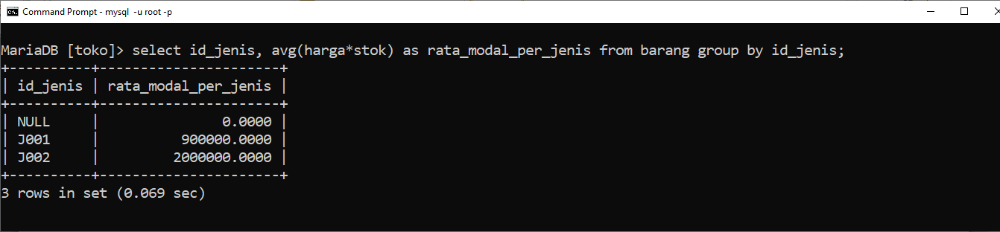 Command Prompt - mysql -u root -p
MariaDB [toko]> select id_jenis, avg(harga*stok) as rata_modal_per_jenis from barang group by id_jenis;
+----------+----------------------+
| id_jenis | rata_modal_per_jenis |
+----------+----------------------+
| NULL     |               0.0000 |
| J001     |          900000.0000 |
| J002     |         2000000.0000 |
+----------+----------------------+
3 rows in set (0.069 sec)